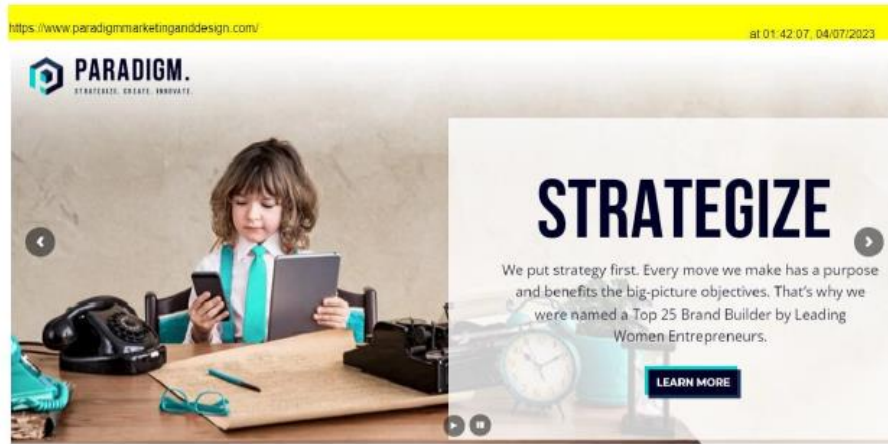 https://www.paradigmmarketinganddesign.com/
at 01:42:07, 04/07/2023
PARADIGM.
STRATEGIZE. CREATE. INNOVATE.
STRATEGIZE
We put strategy first. Every move we make has a purpose
and benefits the big-picture objectives. That's why we
were named a Top 25 Brand Builder by Leading
Women Entrepreneurs.
LEARN MORE